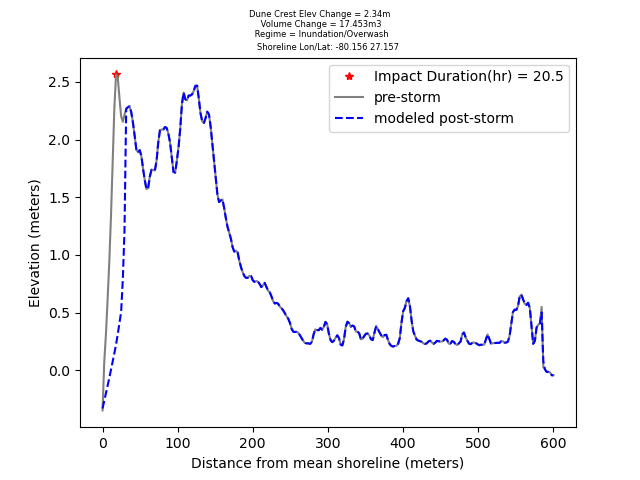 Dune Crest Elev Change = 2.34m
Volume Change = 17.453m3
Regime = Inundation/Overwash
Shoreline Lon/Lat: -80.156 27.157
Impact Duration(hr) = 20.5
pre-storm
modeled post-storm
Elevation (meters)
2.5
2.0
1.5
1.0
0.5
0.0
0 100 200 300 400 500 600
Distance from mean shoreline (meters)